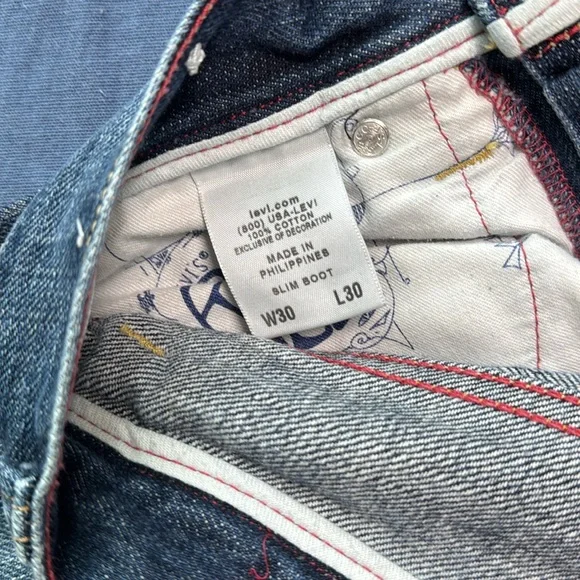 levi.com
(800) USA-LEVI
100% COTTON
EXCLUSIVE OF DECORATION
MADE IN
PHILIPPINES
SLIM BOOT
W30 L30